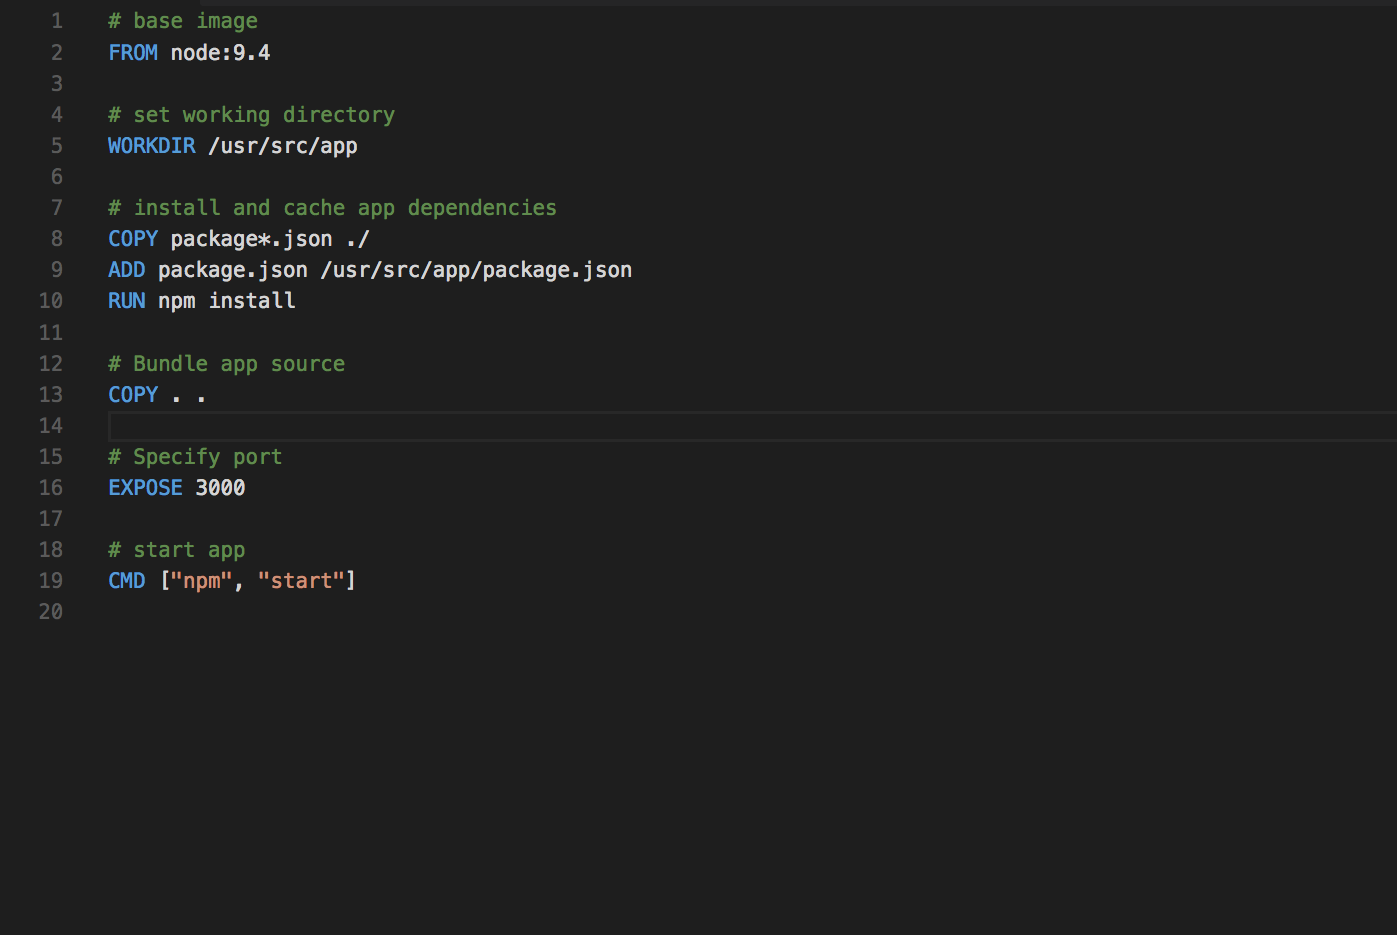 1 # base image
2 FROM node:9.4
3
4 # set working directory
5 WORKDIR /usr/src/app
6
7 # install and cache app dependencies
8 COPY package*.json ./
9 ADD package.json /usr/src/app/package.json
10 RUN npm install
11
12 # Bundle app source
13 COPY . .
14
15 # Specify port
16 EXPOSE 3000
17
18 # start app
19 CMD ["npm", "start"]
20